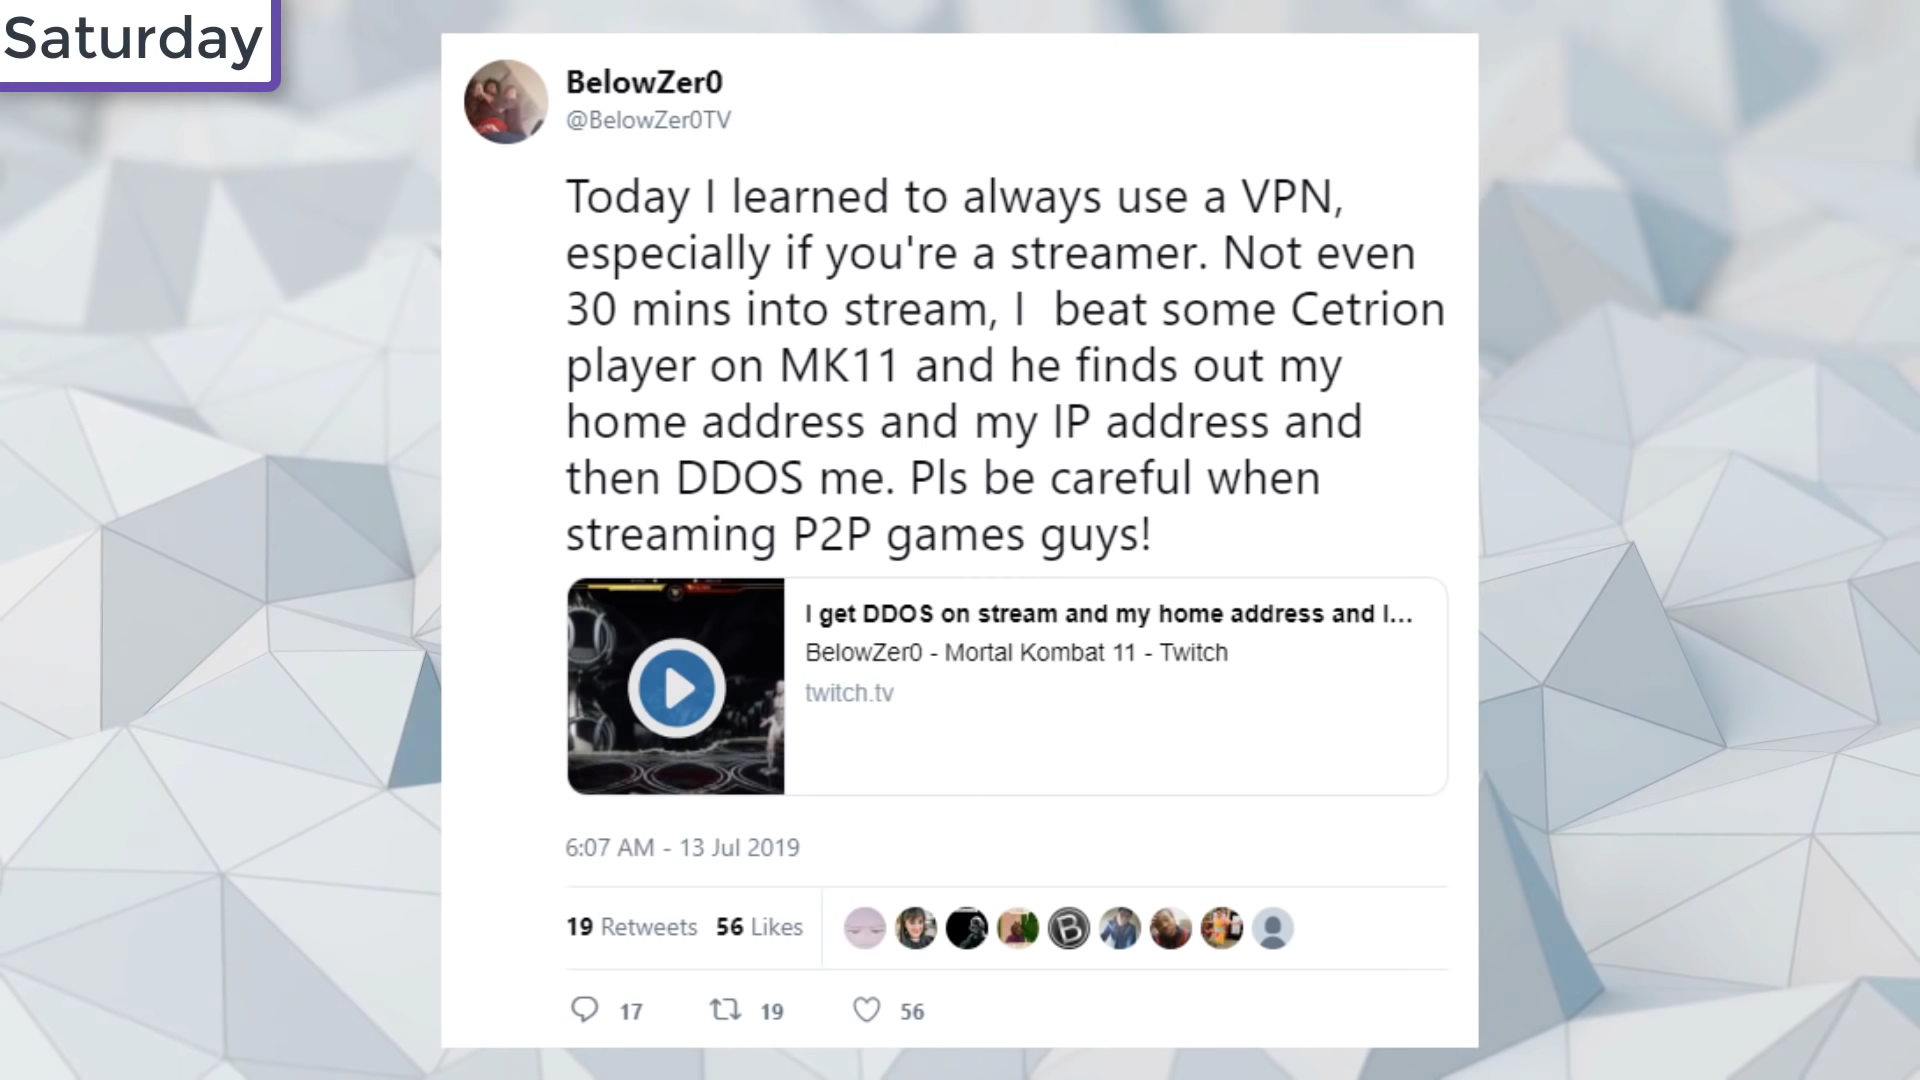 Saturday
BelowZer0
@BelowZer0TV
Today I learned to always use a VPN,
especially if you're a streamer. Not even
30 mins into stream, I  beat some Cetrion
player on MK11 and he finds out my
home address and my IP address and
then DDOS me. Pls be careful when
streaming P2P games guys!
I get DDOS on stream and my home address and I...
BelowZer0 - Mortal Kombat 11 - Twitch
twitch.tv
6:07 AM - 13 Jul 2019
19 Retweets 56 Likes
B
17 19 56